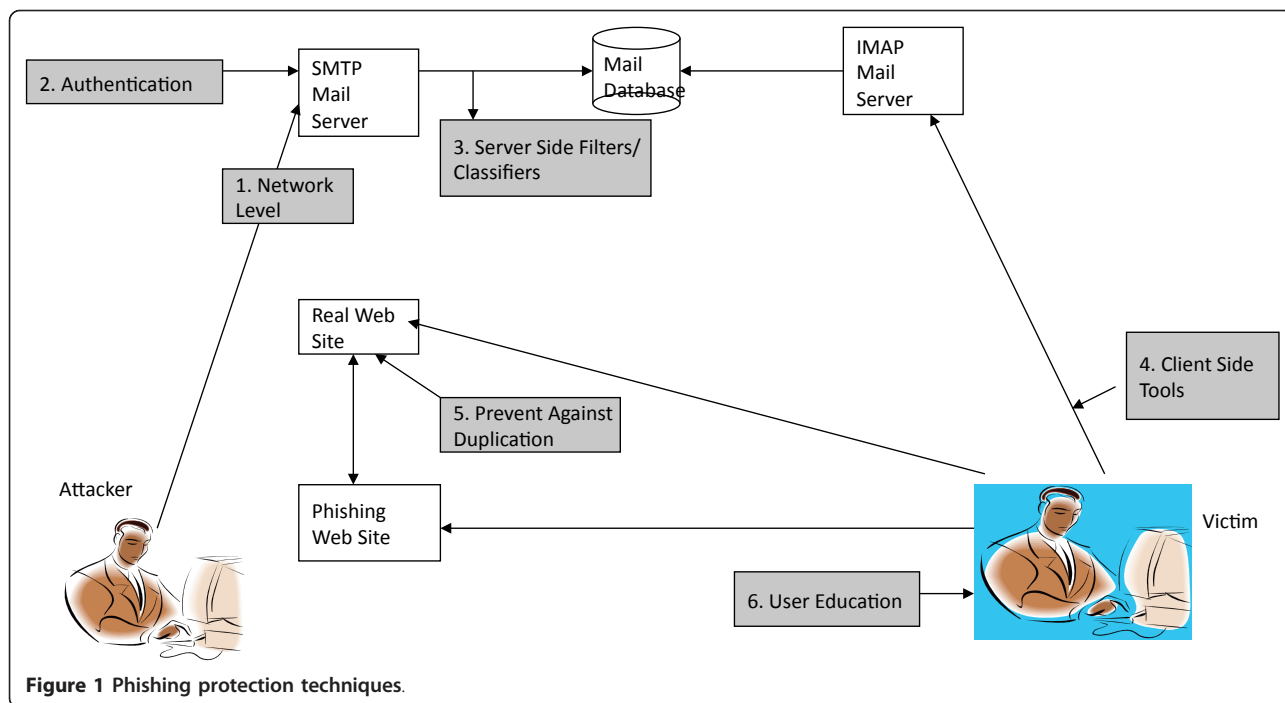 2. Authentication
SMTP
Mail
Server
Mail
Database
IMAP
Mail
Server
3. Server Side Filters/
Classifiers
1. Network
Level
Real Web
Site
4. Client Side
Tools
5. Prevent Against
Duplication
Attacker
Phishing
Web Site
Victim
6. User Education
Figure 1 Phishing protection techniques.